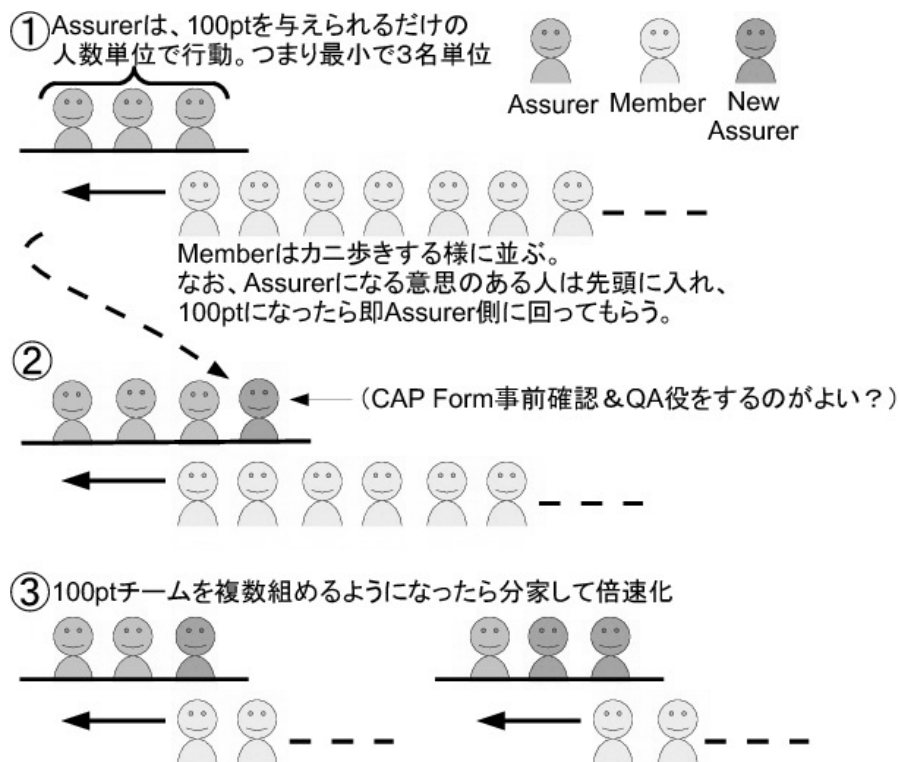 ①Assurerは、100ptを与えられるだけの
人数単位で行動。つまり最小で3名単位
Assurer Member New
Assurer
Memberはカニ歩きする様に並ぶ。
なお、Assurerになる意思のある人は先頭に入れ、
100ptになったら即Assurer側に回ってもらう。
②
（CAP Form事前確認＆QA役をするのがよい？）
③100ptチームを複数組めるようになったら分家して倍速化